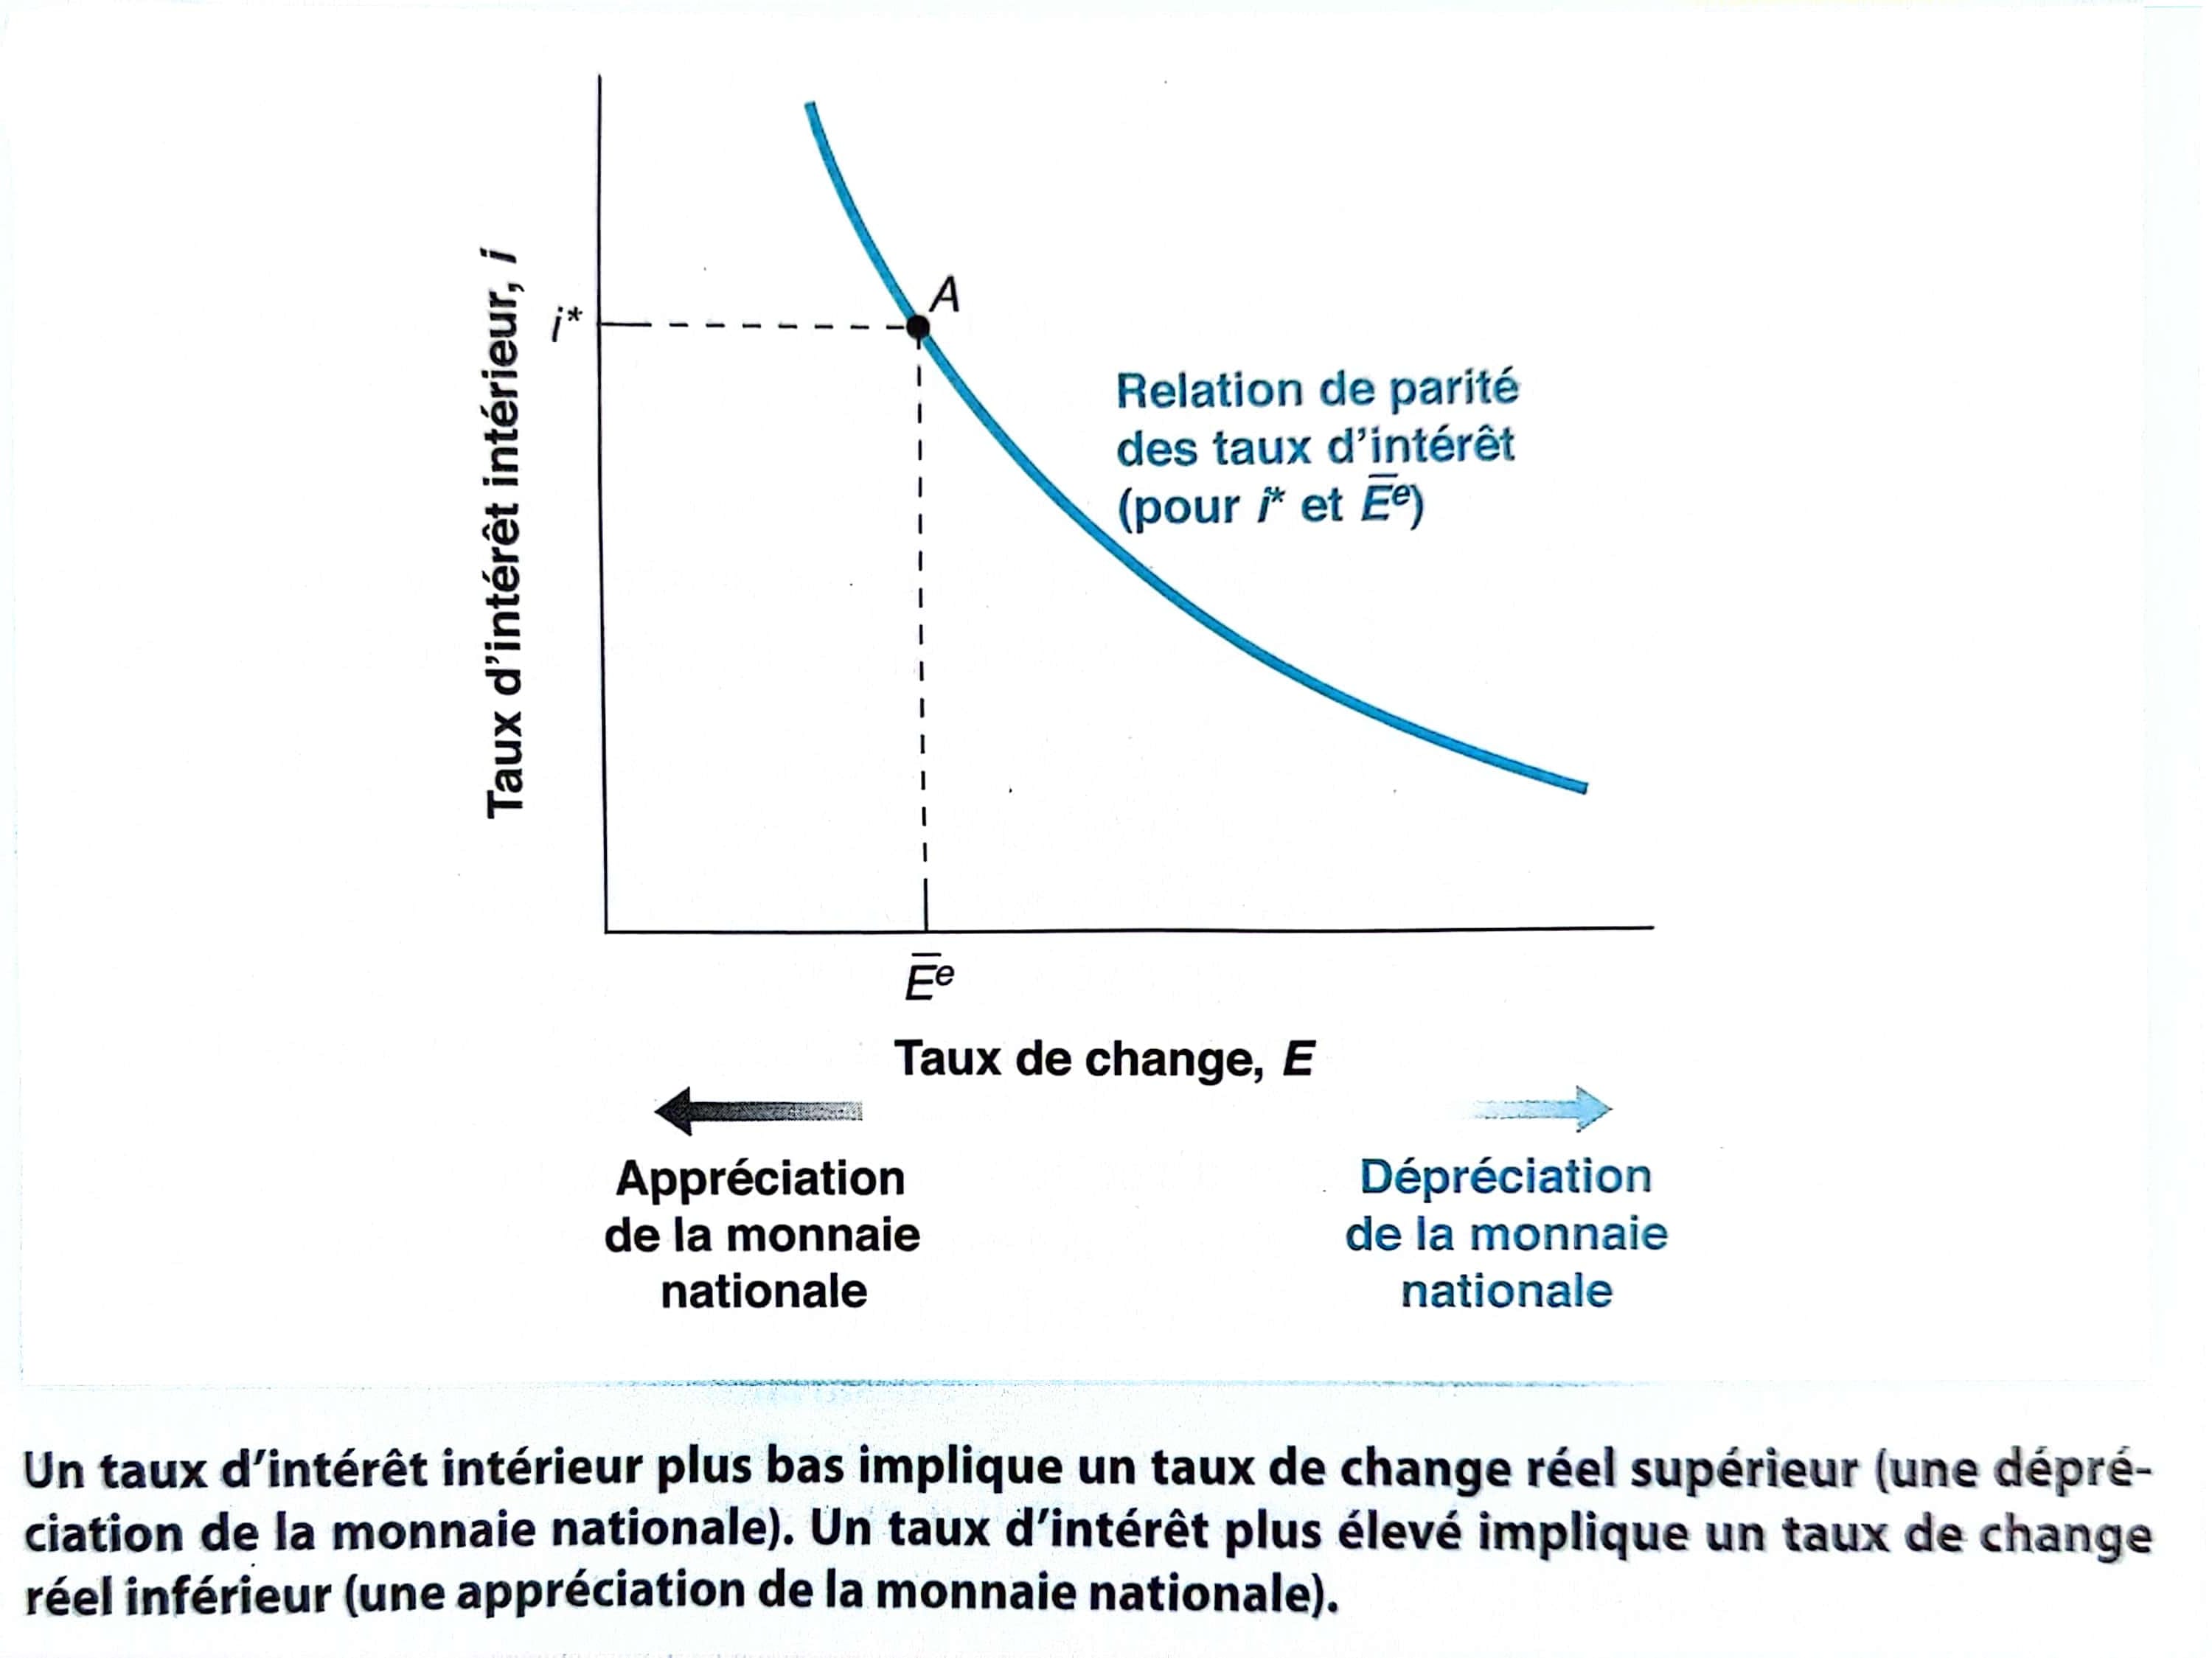 Taux d'intérêt intérieur, i
i*
A
Relation de parité
des taux d'intérêt
(pour i* et E̅ᵉ)
E̅ᵉ
Taux de change, E
Appréciation
de la monnaie
nationale
Dépréciation
de la monnaie
nationale
Un taux d'intérêt intérieur plus bas implique un taux de change réel supérieur (une dépré-
ciation de la monnaie nationale). Un taux d'intérêt plus élevé implique un taux de change
réel inférieur (une appréciation de la monnaie nationale).